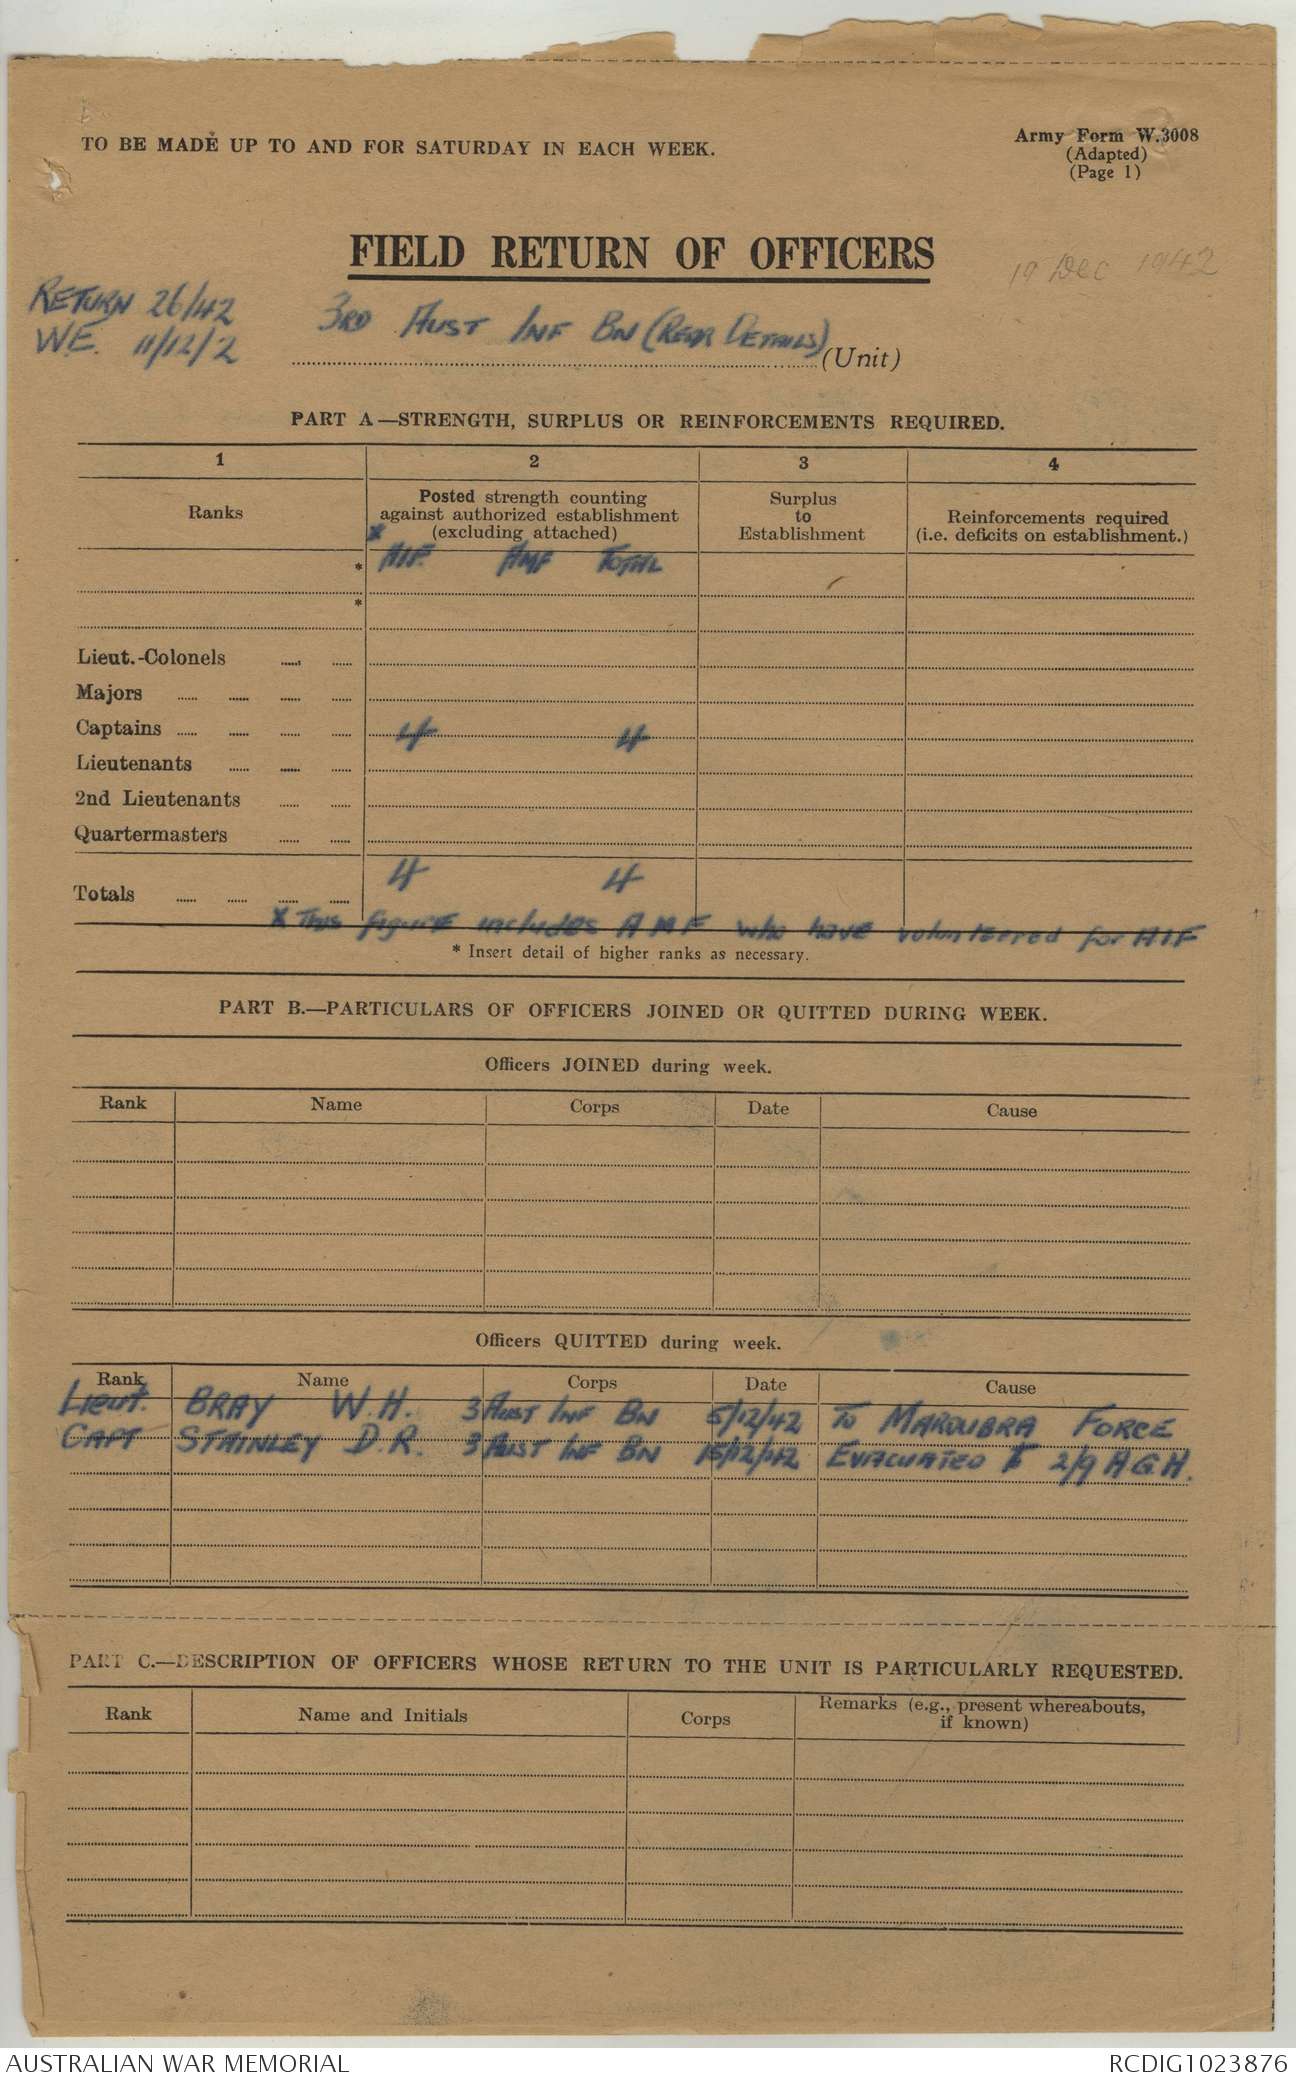 TO BE MADE UP TO AND FOR SATURDAY IN EACH WEEK.
Army Form W.3008
(Adapted)
(Page 1)
FIELD RETURN OF OFFICERS
19 Dec 1942
RETURN 26/42
W.E. 11/12/2
3RD AUST INF BN (REAR DETAILS)
(Unit)
PART A—STRENGTH, SURPLUS OR REINFORCEMENTS REQUIRED.
1 2 3 4
Ranks
Posted strength counting
against authorized establishment
(excluding attached)
Surplus
to
Establishment
Reinforcements required
(i.e. deficits on establishment.)
* X AIF. AMF TOTAL
*
Lieut.-Colonels
Majors
Captains 4 4
Lieutenants
2nd Lieutenants
Quartermasters
Totals 4 4
X This figure includes A M F who have volunteered for AIF
* Insert detail of higher ranks as necessary.
PART B.—PARTICULARS OF OFFICERS JOINED OR QUITTED DURING WEEK.
Officers JOINED during week.
Rank Name Corps Date Cause
Officers QUITTED during week.
Rank Name Corps Date Cause
LIEUT. BRAY W.H. 3 AUST INF BN 5/12/42 TO MAROUBRA FORCE
CAPT STAINLEY D.R. 3 AUST INF BN 15/12/42 EVACUATED T 2/9 A.G.H.
PART C.—DESCRIPTION OF OFFICERS WHOSE RETURN TO THE UNIT IS PARTICULARLY REQUESTED.
Rank Name and Initials Corps
Remarks (e.g., present whereabouts,
if known)
AUSTRALIAN WAR MEMORIAL
RCDIG1023876